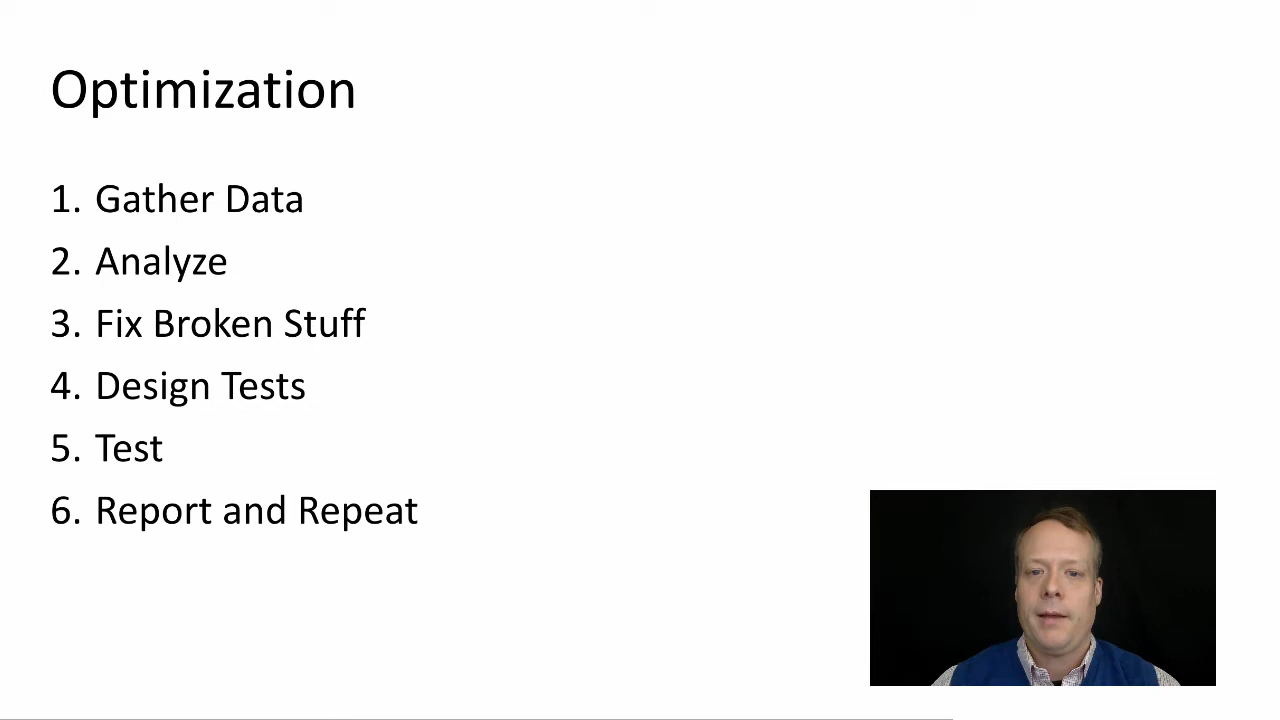 Optimization
1. Gather Data
2. Analyze
3. Fix Broken Stuff
4. Design Tests
5. Test
6. Report and Repeat